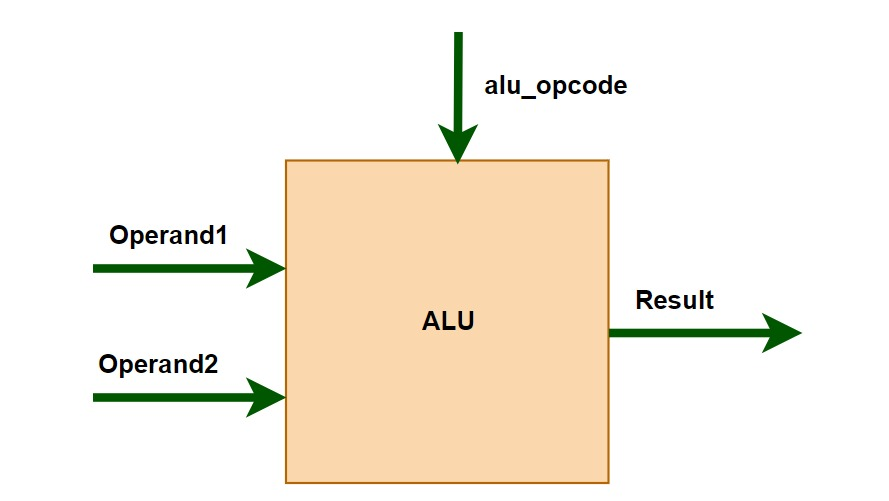 alu_opcode
Operand1
Operand2
ALU
Result